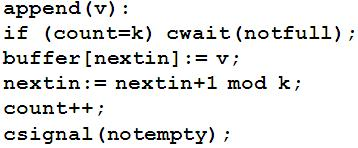 append(v):
if (count=k) cwait(notfull);
buffer[nextin]:= v;
nextin:= nextin+1 mod k;
count++;
csignal(notempty);